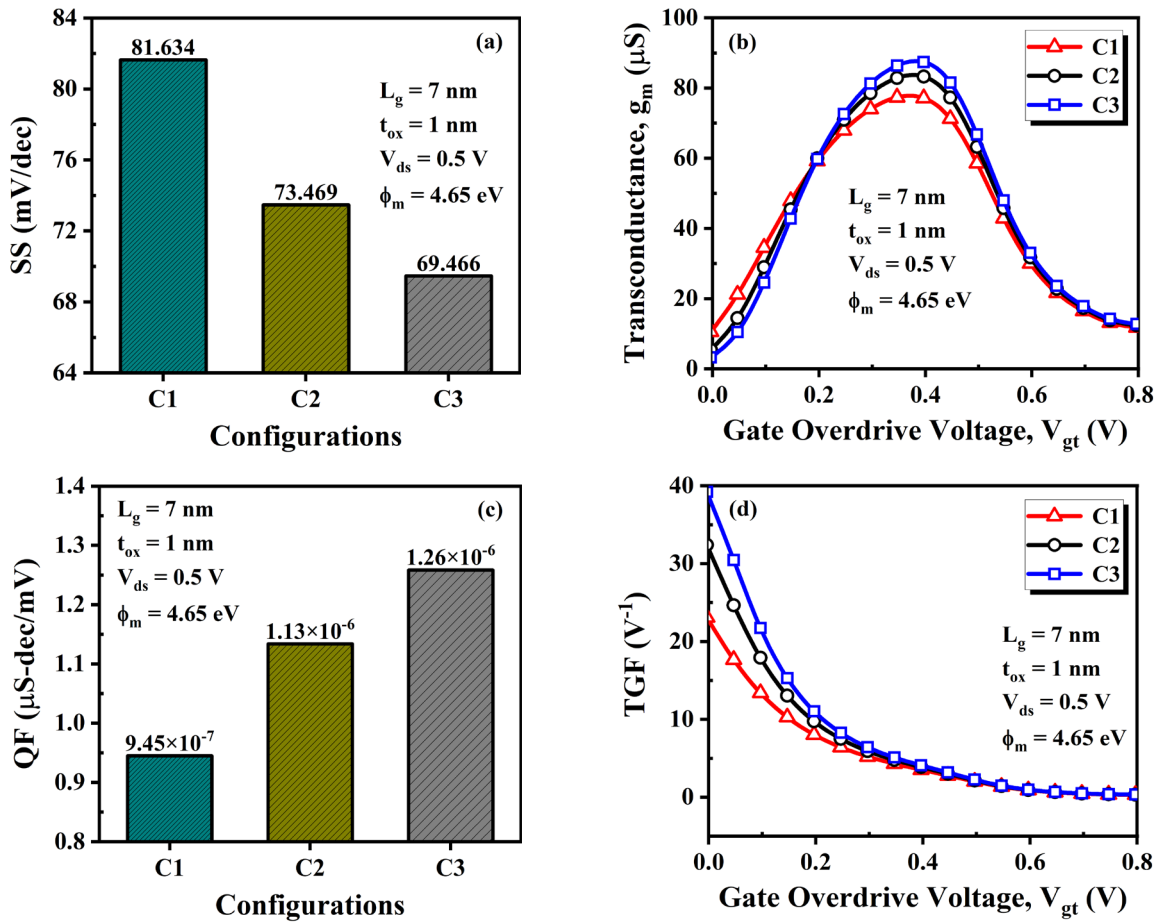 (a)
SS (mV/dec)
84
80
76
72
68
64
81.634
73.469
69.466
L_g = 7 nm
t_ox = 1 nm
V_ds = 0.5 V
ϕ_m = 4.65 eV
C1 C2 C3
Configurations
(b)
Transconductance, g_m (μS)
100
80
60
40
20
0
C1
C2
C3
L_g = 7 nm
t_ox = 1 nm
V_ds = 0.5 V
ϕ_m = 4.65 eV
0.0 0.2 0.4 0.6 0.8
Gate Overdrive Voltage, V_gt (V)
(c)
QF (μS-dec/mV)
1.4
1.3
1.2
1.1
1.0
0.9
0.8
L_g = 7 nm
t_ox = 1 nm
V_ds = 0.5 V
ϕ_m = 4.65 eV
9.45×10^-7
1.13×10^-6
1.26×10^-6
C1 C2 C3
Configurations
(d)
TGF (V^-1)
40
30
20
10
0
C1
C2
C3
L_g = 7 nm
t_ox = 1 nm
V_ds = 0.5 V
ϕ_m = 4.65 eV
0.0 0.2 0.4 0.6 0.8
Gate Overdrive Voltage, V_gt (V)